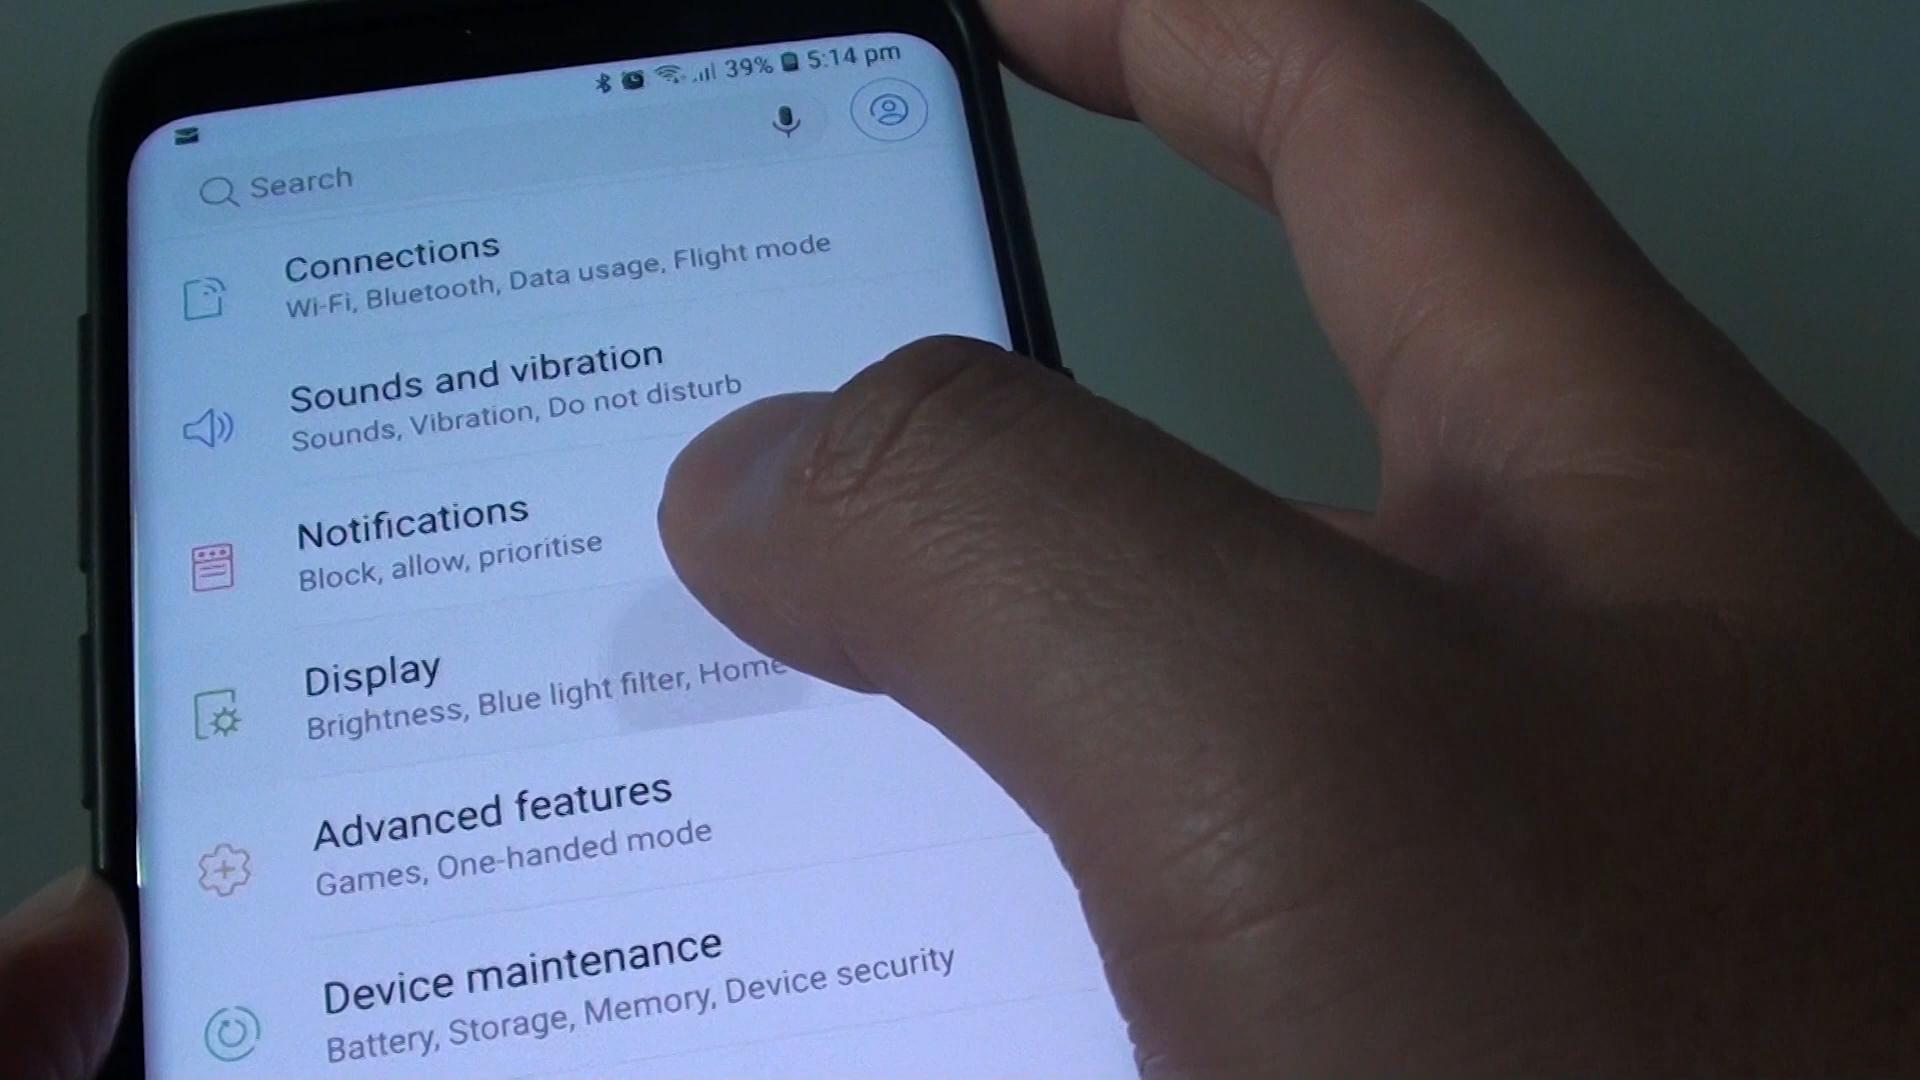 39% 5:14 pm
Search
Connections
Wi-Fi, Bluetooth, Data usage, Flight mode
Sounds and vibration
Sounds, Vibration, Do not disturb
Notifications
Block, allow, prioritise
Display
Brightness, Blue light filter, Home
Advanced features
Games, One-handed mode
Device maintenance
Battery, Storage, Memory, Device security